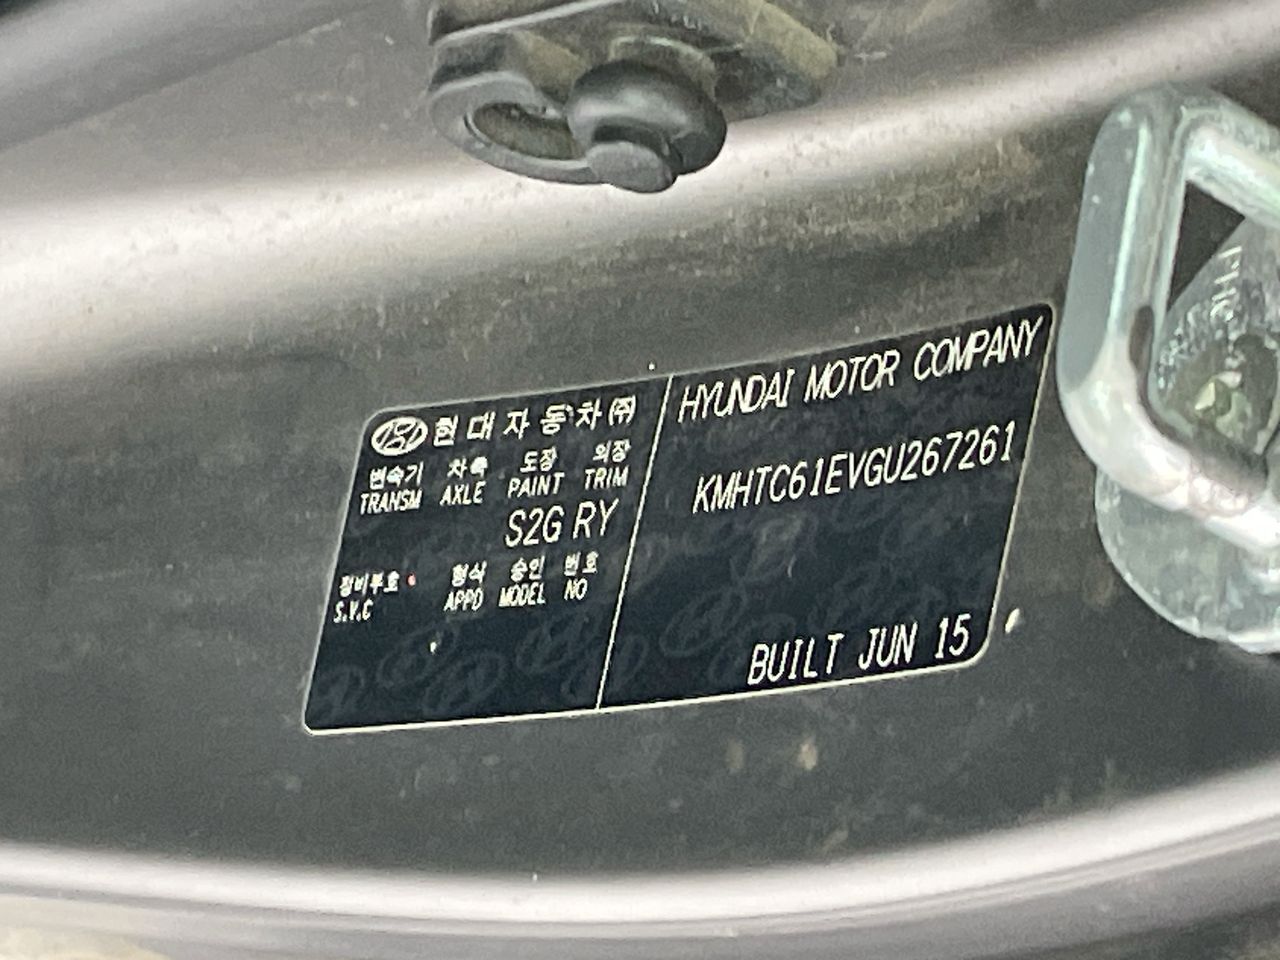 현대자동차(주)
변속기 차축 도장 의장
TRANSM AXLE PAINT TRIM
S2G RY
정비부호 형식 승인 번호
S.V.C APPD MODEL NO
HYUNDAI MOTOR COMPANY
KMHTC61EVGU267261
BUILT JUN 15